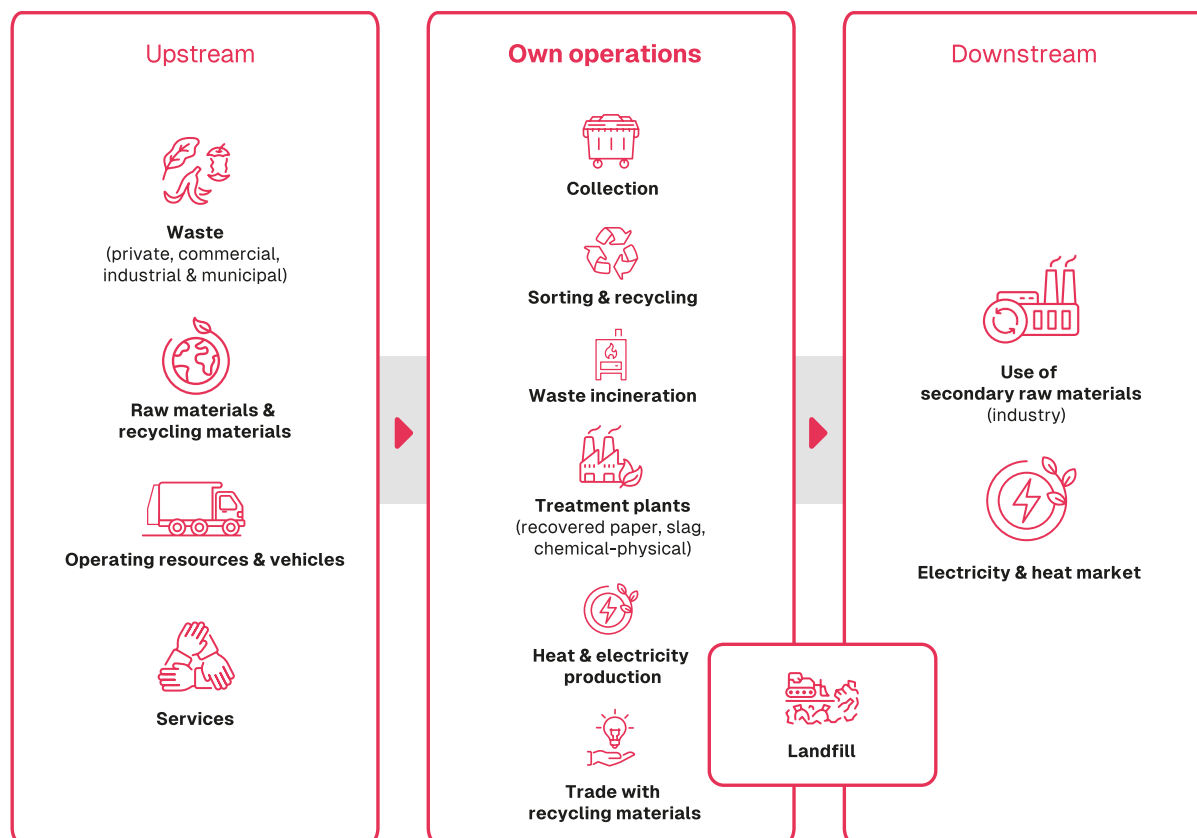 Upstream
Waste
(private, commercial,
industrial & municipal)
Raw materials &
recycling materials
Operating resources & vehicles
Services
Own operations
Collection
Sorting & recycling
Waste incineration
Treatment plants
(recovered paper, slag,
chemical-physical)
Heat & electricity
production
Trade with
recycling materials
Landfill
Downstream
Use of
secondary raw materials
(industry)
Electricity & heat market